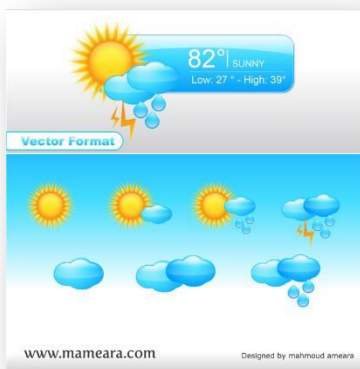 82° SUNNY
Low: 27 ° - High: 39°
Vector Format
www.mameara.com
Designed by mahmoud ameara